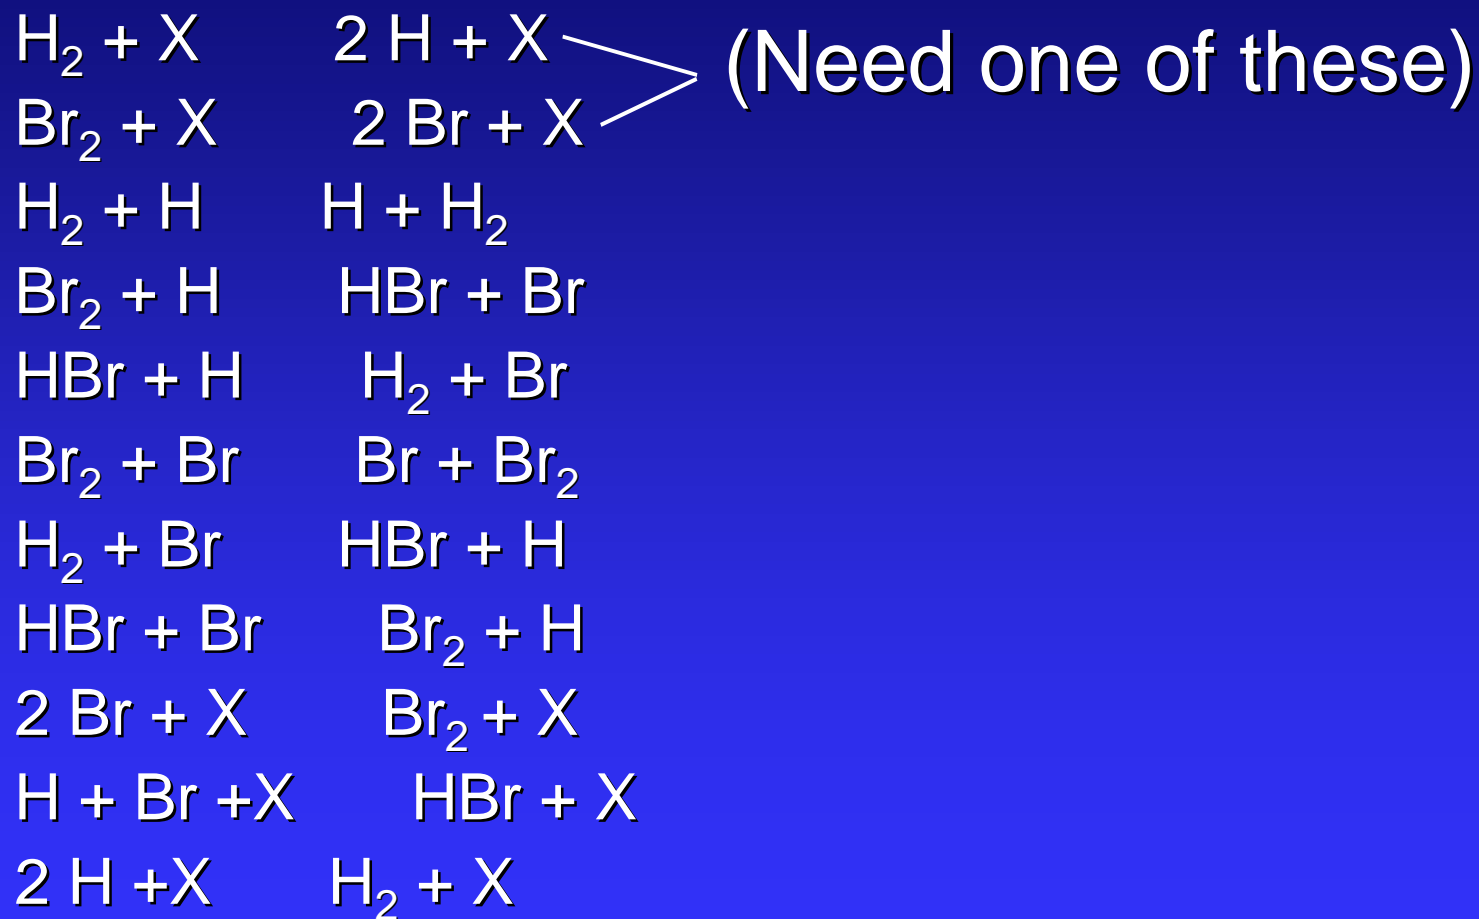 H₂ + X 2 H + X (Need one of these)
Br₂ + X 2 Br + X
H₂ + H H + H₂
Br₂ + H HBr + Br
HBr + H H₂ + Br
Br₂ + Br Br + Br₂
H₂ + Br HBr + H
HBr + Br Br₂ + H
2 Br + X Br₂ + X
H + Br +X HBr + X
2 H +X H₂ + X